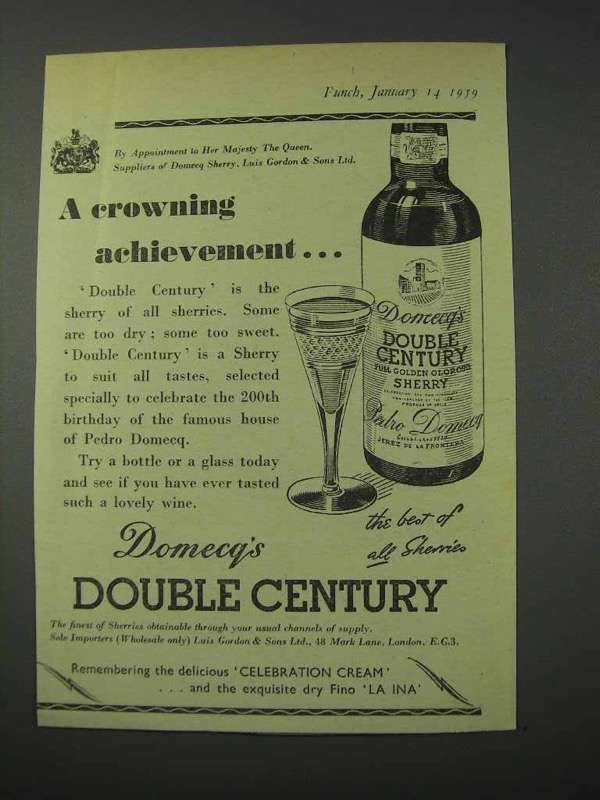 Punch, January 14 1959
By Appointment to Her Majesty The Queen.
Suppliers of Domecq Sherry, Luis Gordon & Sons Ltd.
A crowning
achievement...
'Double Century' is the
sherry of all sherries. Some
are too dry; some too sweet.
'Double Century' is a Sherry
to suit all tastes, selected
specially to celebrate the 200th
birthday of the famous house
of Pedro Domecq.
Try a bottle or a glass today
and see if you have ever tasted
such a lovely wine.
Domecq's
DOUBLE
CENTURY
FULL GOLDEN OLOROSO
SHERRY
Pedro Domecq
JEREZ DE LA FRONTERA
the best of
all Sherries
Domecq's
DOUBLE CENTURY
The finest of Sherries obtainable through your usual channels of supply.
Sole Importers (Wholesale only) Luis Gordon & Sons Ltd., 48 Mark Lane, London, E.C.3.
Remembering the delicious 'CELEBRATION CREAM'
... and the exquisite dry Fino 'LA INA'